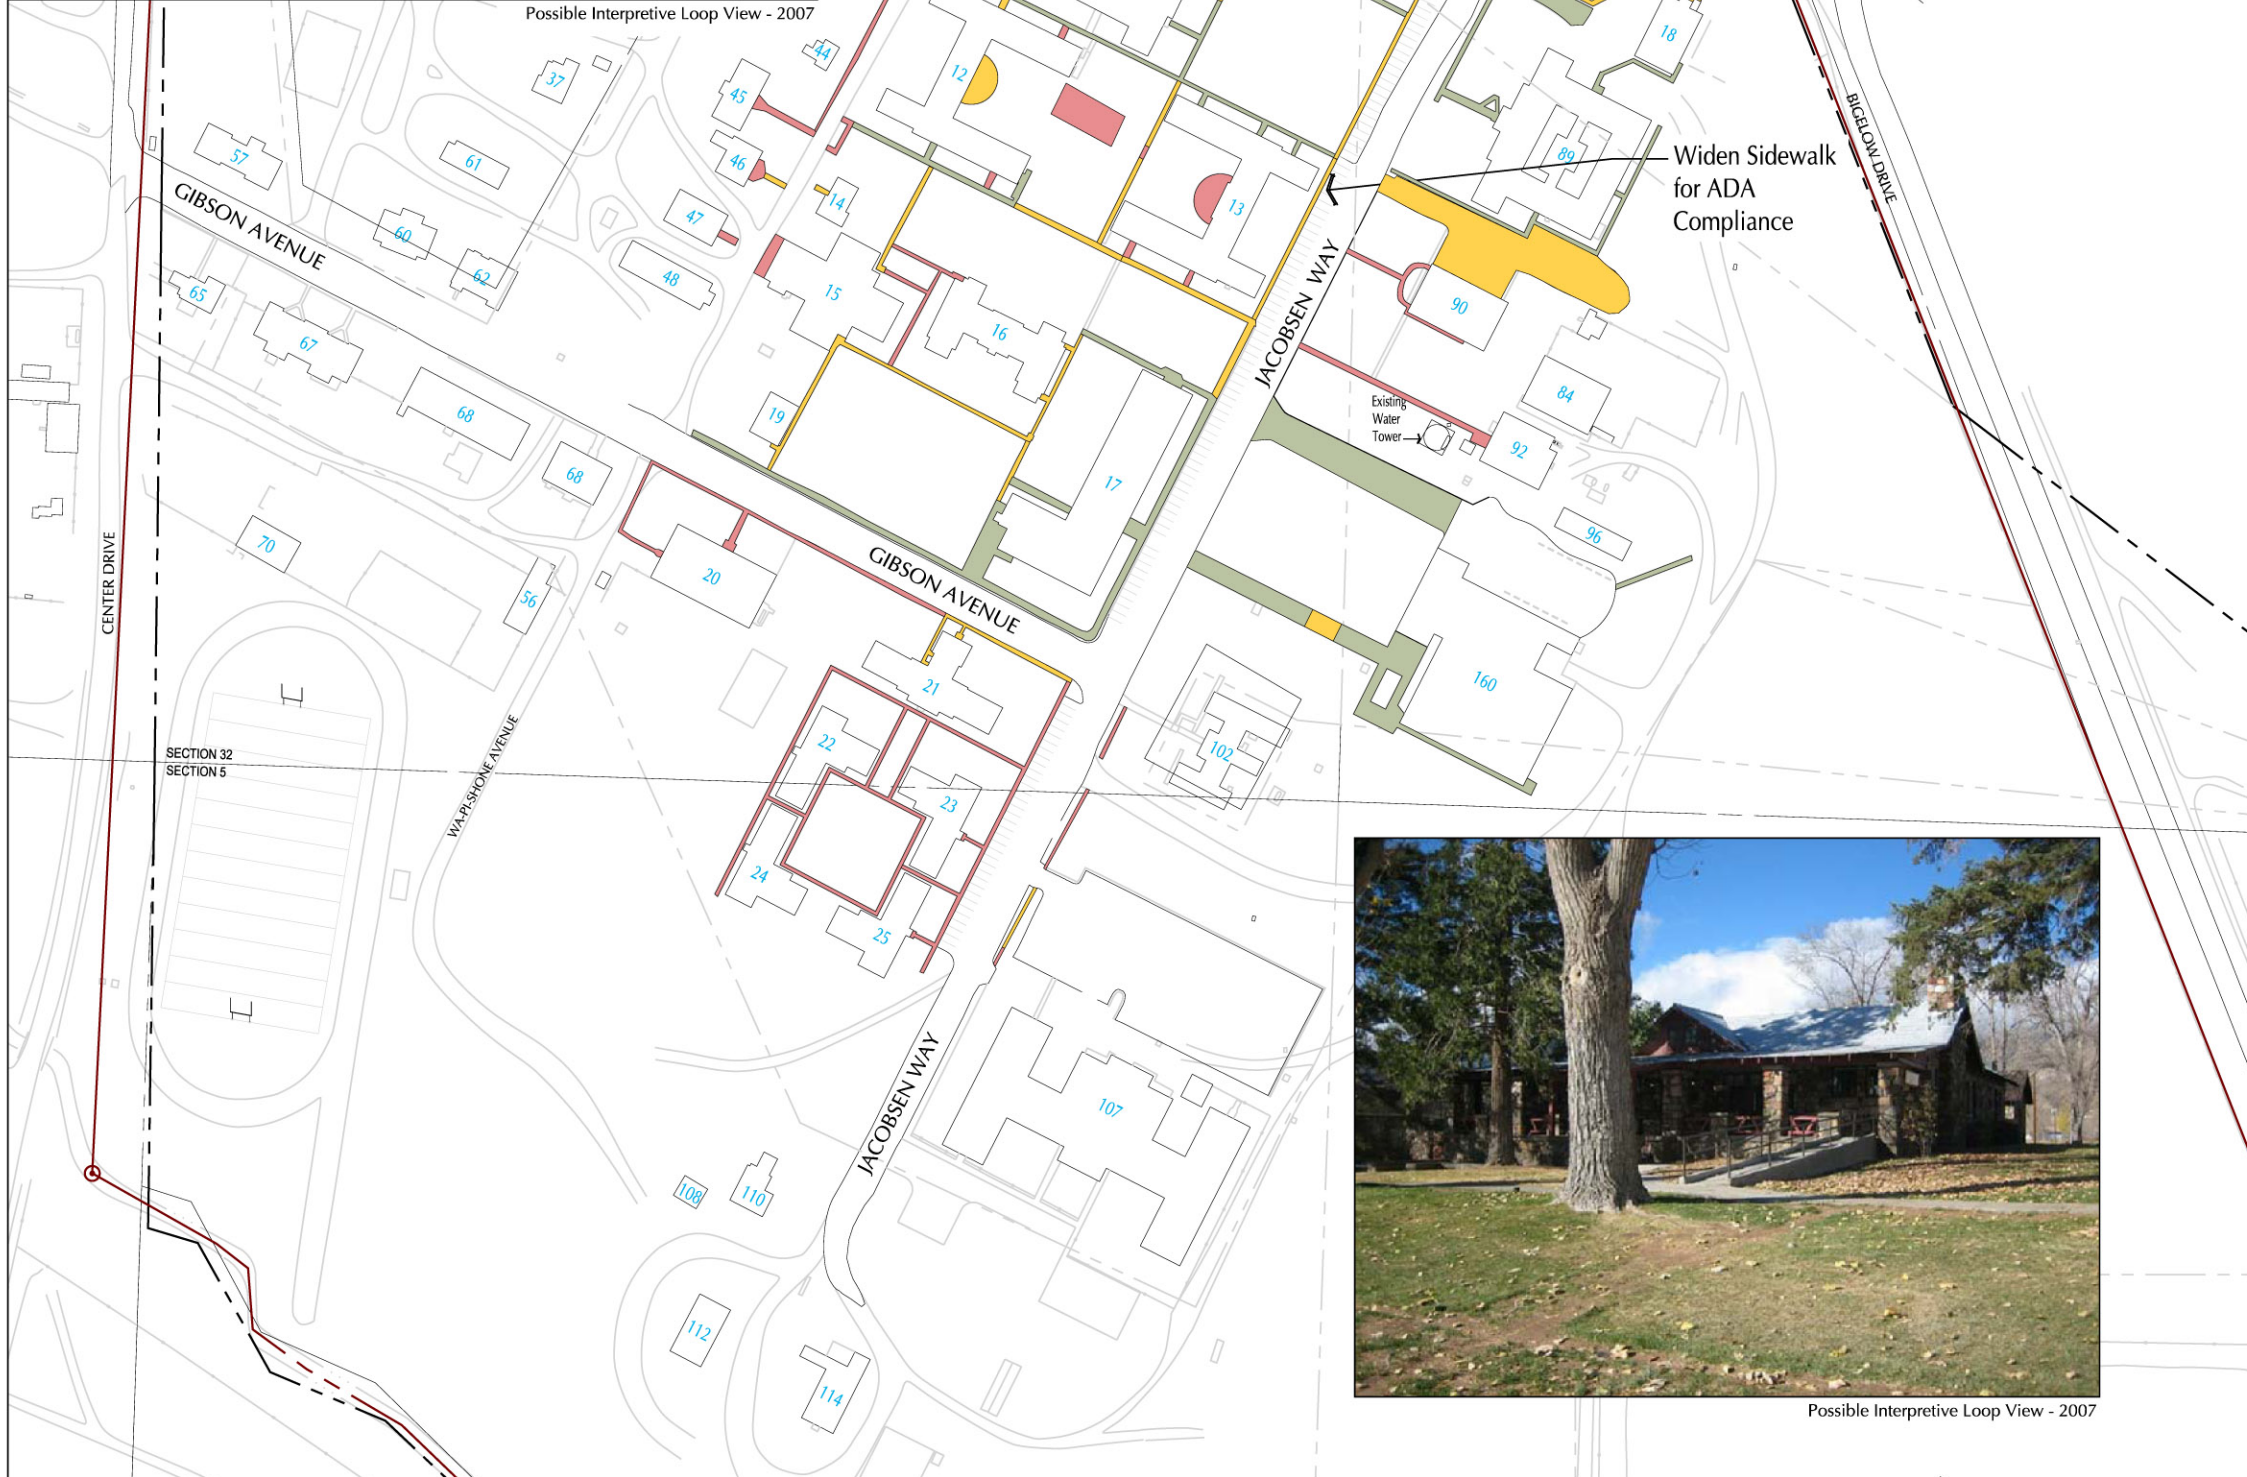 Possible Interpretive Loop View - 2007
44
18
12
37
45
BIGELOW DRIVE
57
61
46
89
Widen Sidewalk
for ADA
Compliance
GIBSON AVENUE
14
47
13
60
62
48
65
15
16
90
67
JACOBSEN WAY
68
19
84
Existing
Water
Tower
92
68
17
70
96
CENTER DRIVE
56
20
GIBSON AVENUE
21
160
22
102
SECTION 32
SECTION 5
WA-PI-SHONE AVENUE
23
24
25
107
JACOBSEN WAY
108
110
112
114
Possible Interpretive Loop View - 2007